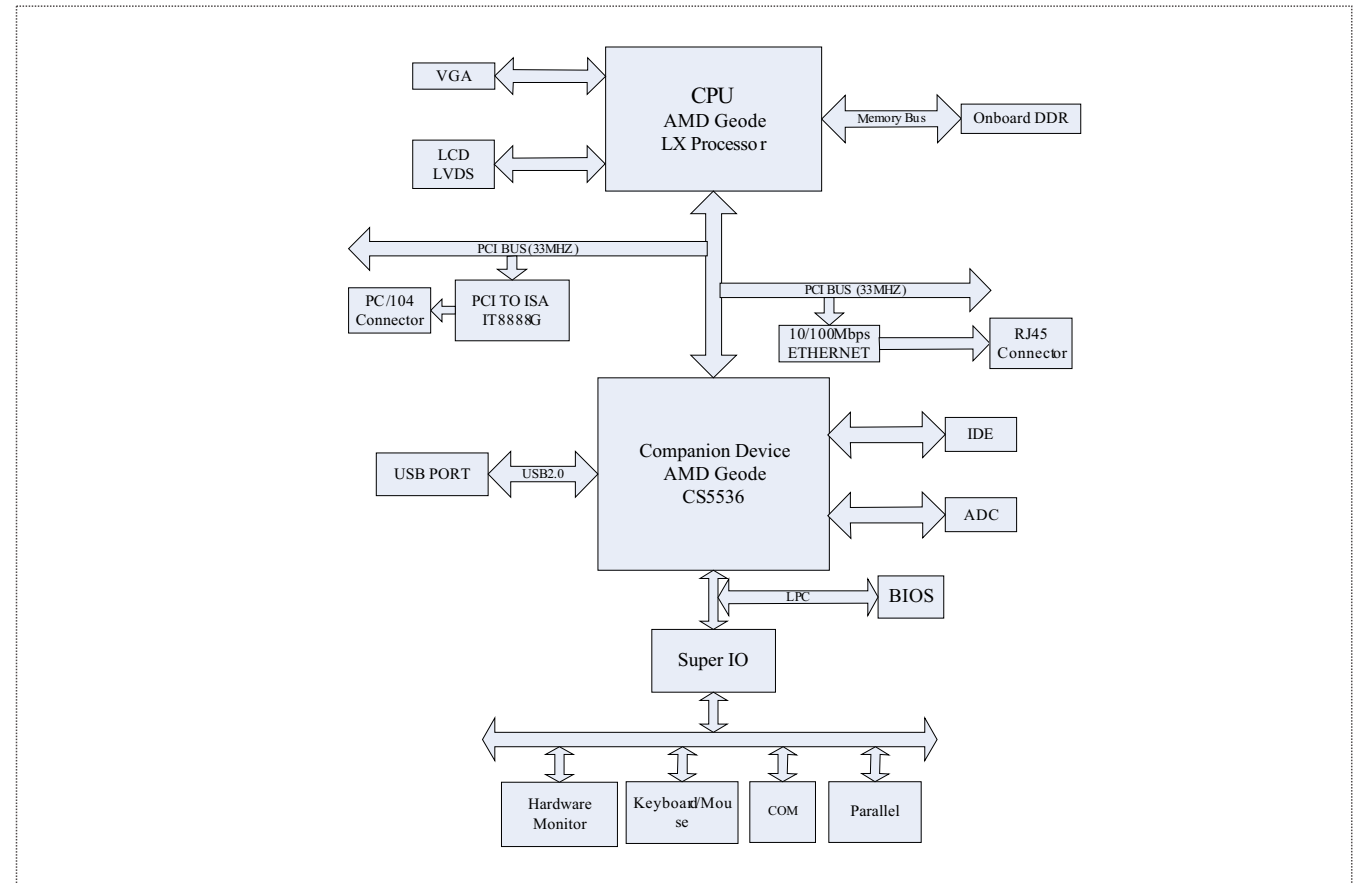 VGA
CPU
AMD Geode
LX Processor
Memory Bus
Onboard DDR
LCD
LVDS
PCI BUS (33MHZ)
PC/104
Connector
PCI TO ISA
IT8888G
PCI BUS (33MHZ)
10/100Mbps
ETHERNET
RJ45
Connector
Companion Device
AMD Geode
CS5536
IDE
USB PORT
USB2.0
ADC
LPC
BIOS
Super IO
Hardware
Monitor
Keyboard/Mou
se
COM
Parallel